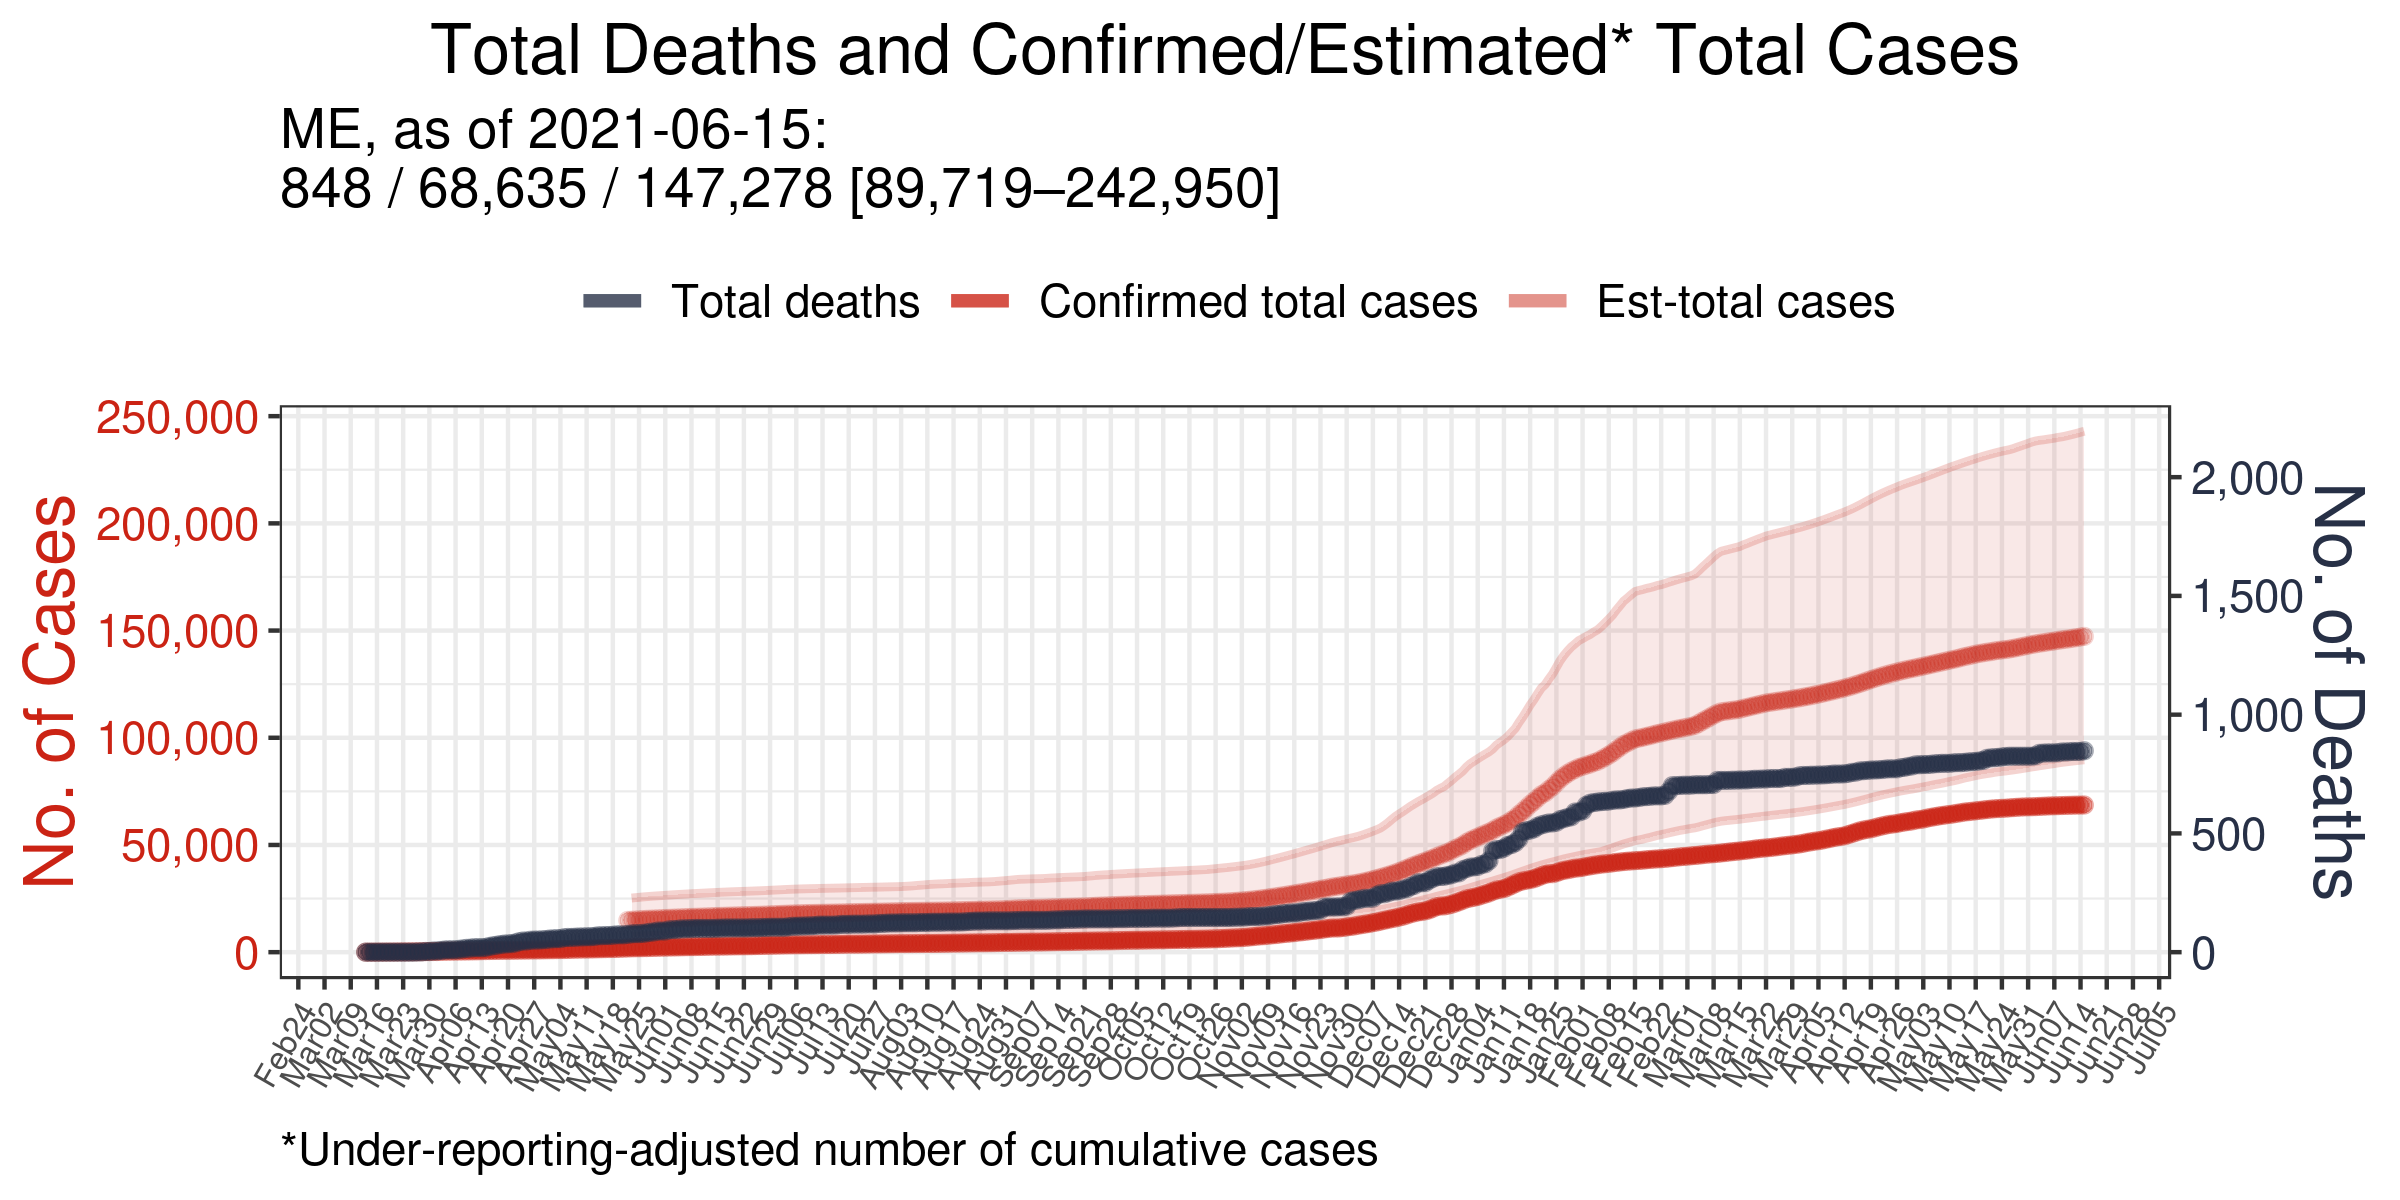 Total Deaths and Confirmed/Estimated* Total Cases
ME, as of 2021-06-15:
848 / 68,635 / 147,278 [89,719–242,950]
Total deaths
Confirmed total cases
Est-total cases
No. of Cases
250,000
200,000
150,000
100,000
50,000
0
2,000
1,500
1,000
500
0
No. of Deaths
Feb24
Mar02
Mar09
Mar16
Mar23
Mar30
Apr06
Apr13
Apr20
Apr27
May04
May11
May18
May25
Jun01
Jun08
Jun15
Jun22
Jun29
Jul06
Jul13
Jul20
Jul27
Aug03
Aug10
Aug17
Aug24
Aug31
Sep07
Sep14
Sep21
Sep28
Oct05
Oct12
Oct19
Oct26
Nov02
Nov09
Nov16
Nov23
Nov30
Dec07
Dec14
Dec21
Dec28
Jan04
Jan11
Jan18
Jan25
Feb01
Feb08
Feb15
Feb22
Mar01
Mar08
Mar15
Mar22
Mar29
Apr05
Apr12
Apr19
Apr26
May03
May10
May17
May24
May31
Jun07
Jun14
Jun21
Jun28
Jul05
*Under-reporting-adjusted number of cumulative cases